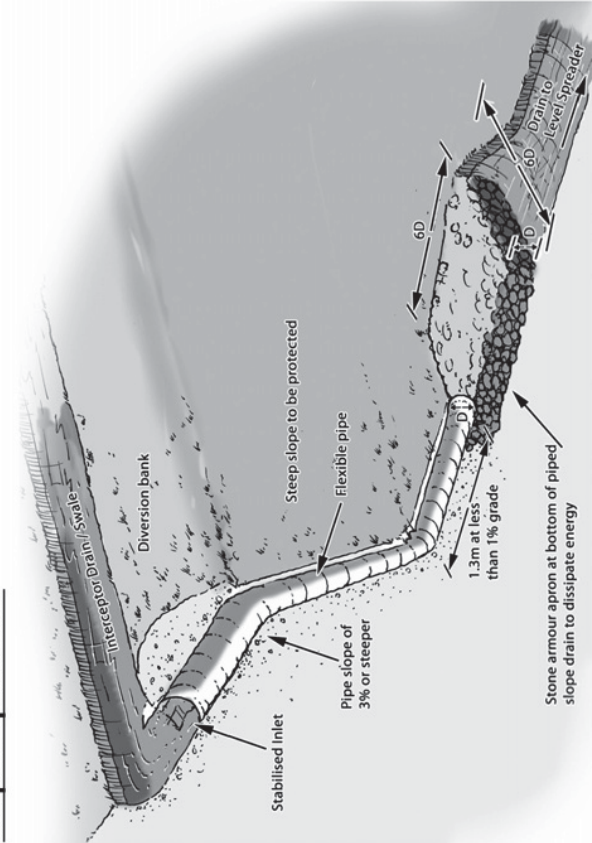 Interceptor Drain / Swale
Diversion bank
Steep slope to be protected
Flexible pipe
Stabilised Inlet
Pipe slope of
3% or steeper
1.3m at less
than 1% grade
D
6D
6D
D
Drain to
Level Spreader
Stone armour apron at bottom of piped
slope drain to dissipate energy